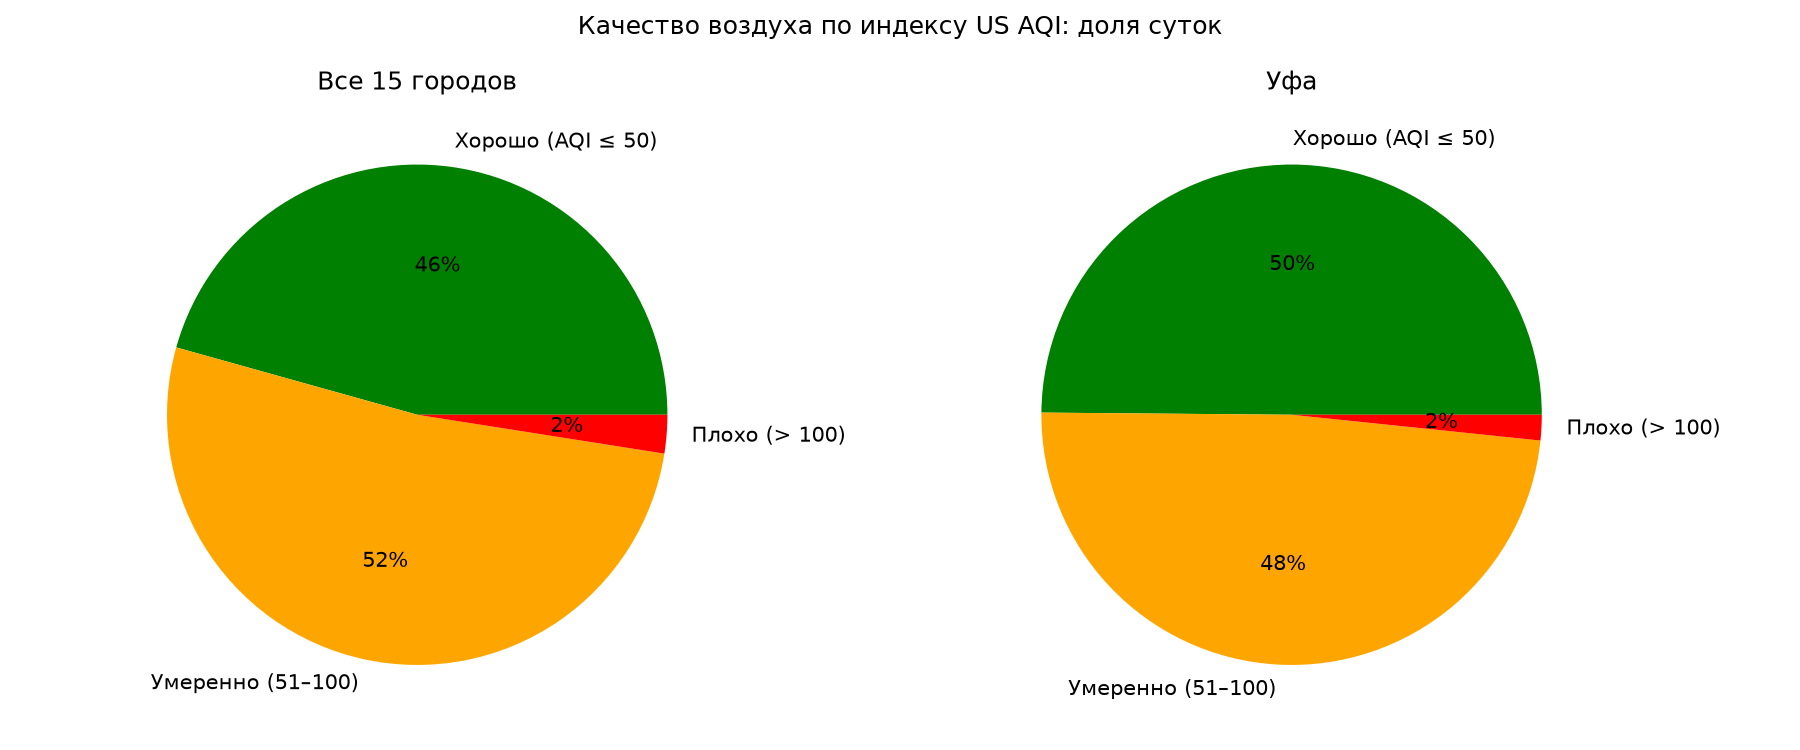 Качество воздуха по индексу US AQI: доля суток
Все 15 городов
Хорошо (AQI ≤ 50)
46%
2%
Плохо (> 100)
52%
Умеренно (51–100)
Уфа
Хорошо (AQI ≤ 50)
50%
2%
Плохо (> 100)
48%
Умеренно (51–100)